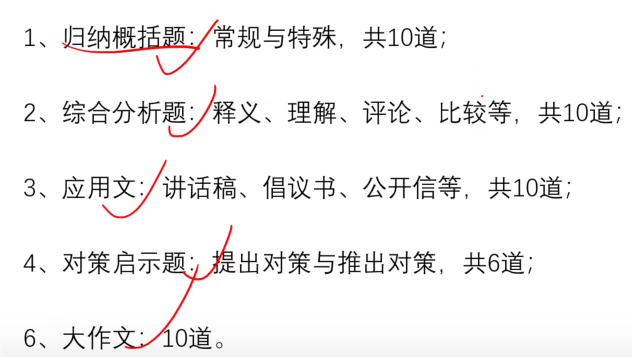 1、归纳概括题：常规与特殊，共10道；
2、综合分析题：释义、理解、评论、比较等，共10道；
3、应用文：讲话稿、倡议书、公开信等，共10道；
4、对策启示题：提出对策与推出对策，共6道；
6、大作文：10道。